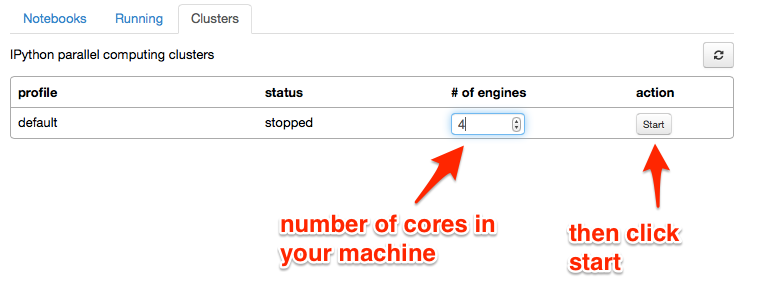 Notebooks Running Clusters
IPython parallel computing clusters
profile status # of engines action
default stopped 4 Start
number of cores in
your machine
then click
start